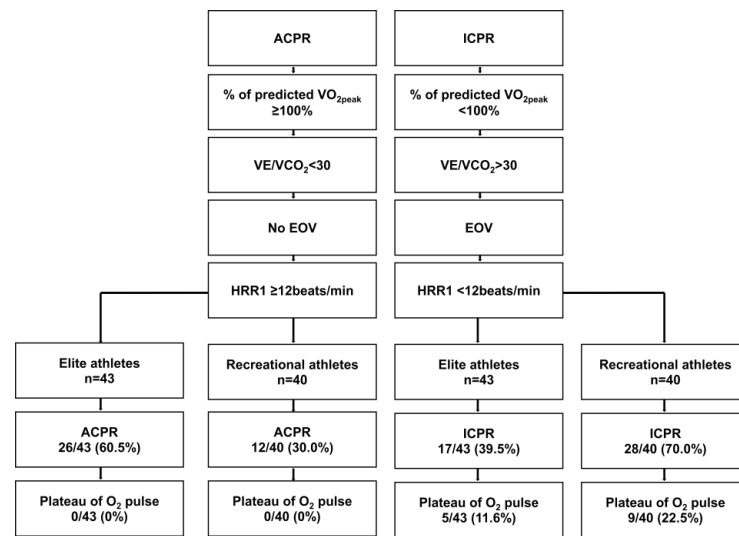 ACPR
ICPR
% of predicted VO2peak
≥100%
% of predicted VO2peak
<100%
VE/VCO2<30
VE/VCO2>30
No EOV
EOV
HRR1 ≥12beats/min
HRR1 <12beats/min
Elite athletes
n=43
Recreational athletes
n=40
Elite athletes
n=43
Recreational athletes
n=40
ACPR
26/43 (60.5%)
ACPR
12/40 (30.0%)
ICPR
17/43 (39.5%)
ICPR
28/40 (70.0%)
Plateau of O2 pulse
0/43 (0%)
Plateau of O2 pulse
0/40 (0%)
Plateau of O2 pulse
5/43 (11.6%)
Plateau of O2 pulse
9/40 (22.5%)